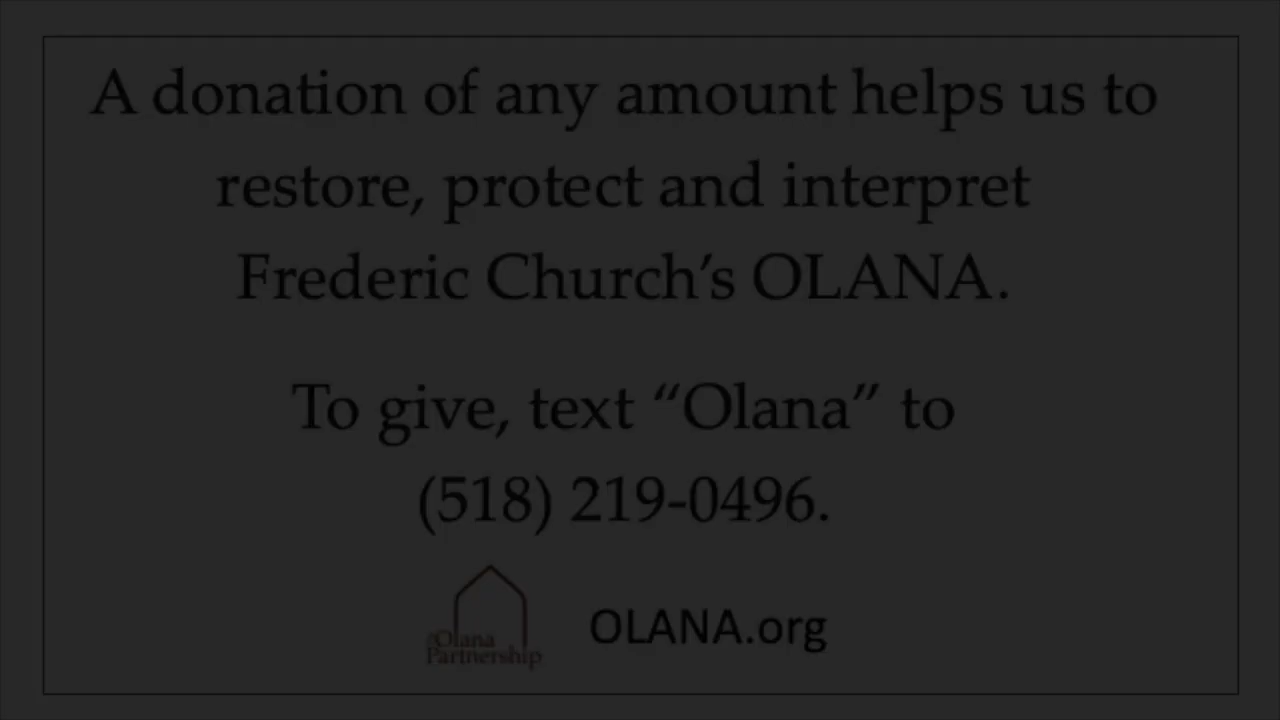 A donation of any amount helps us to
restore, protect and interpret
Frederic Church's OLANA.
To give, text “Olana” to
(518) 219-0496.
The Olana
Partnership
OLANA.org